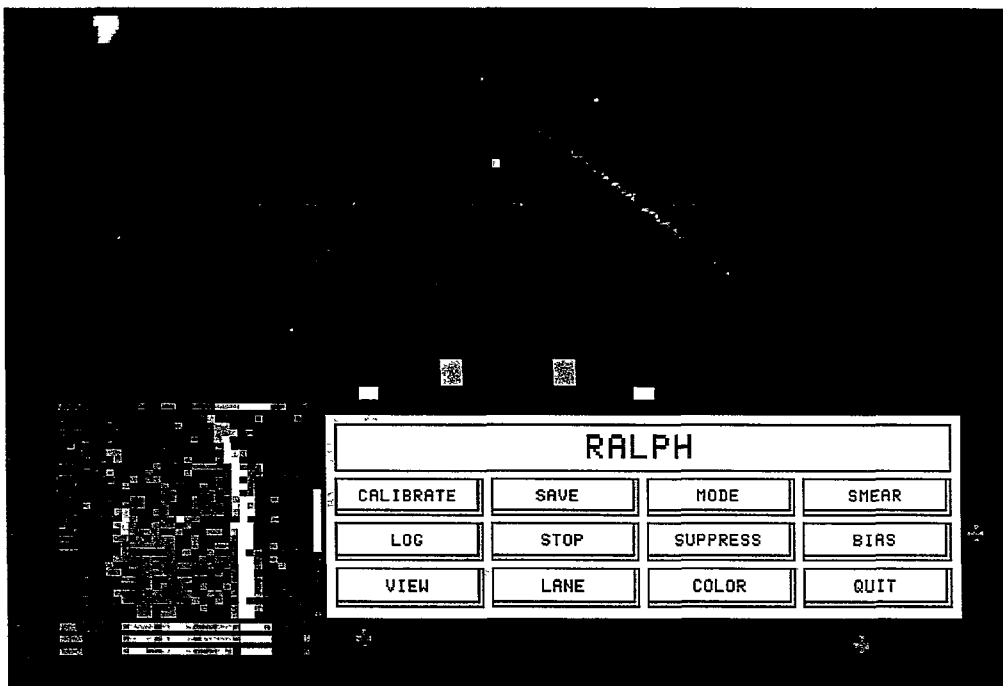 RALPH
CALIBRATE SAVE MODE SMEAR
LOG STOP SUPPRESS BIAS
VIEW LANE COLOR QUIT